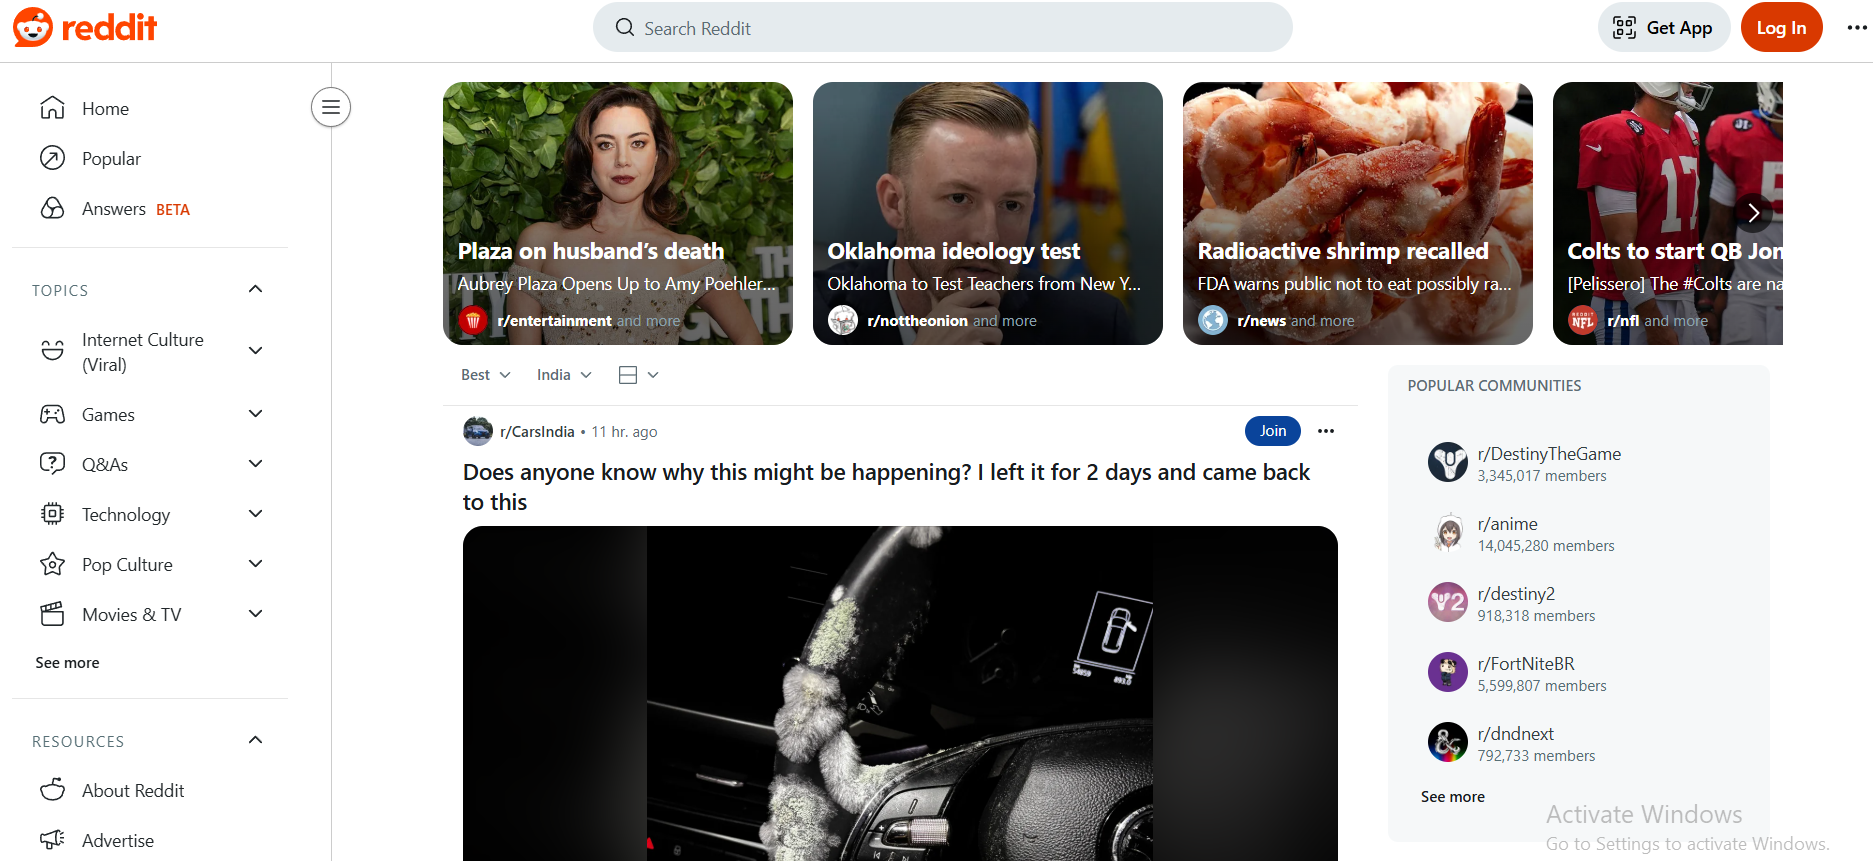 reddit
Search Reddit
Get App
Log In
Home
Popular
Answers BETA
TOPICS
Internet Culture
(Viral)
Games
Q&As
Technology
Pop Culture
Movies & TV
See more
RESOURCES
About Reddit
Advertise
Plaza on husband's death
Aubrey Plaza Opens Up to Amy Poehler...
r/entertainment and more
Oklahoma ideology test
Oklahoma to Test Teachers from New Y...
r/nottheonion and more
Radioactive shrimp recalled
FDA warns public not to eat possibly ra...
r/news and more
17
Colts to start QB Jon
[Pelissero] The #Colts are na
REDDIT
NFL
r/nfl and more
Best
India
r/CarsIndia • 11 hr. ago
Join
Does anyone know why this might be happening? I left it for 2 days and came back
to this
POPULAR COMMUNITIES
r/DestinyTheGame
3,345,017 members
r/anime
14,045,280 members
r/destiny2
918,318 members
r/FortNiteBR
5,599,807 members
r/dndnext
792,733 members
See more
Activate Windows
Go to Settings to activate Windows.